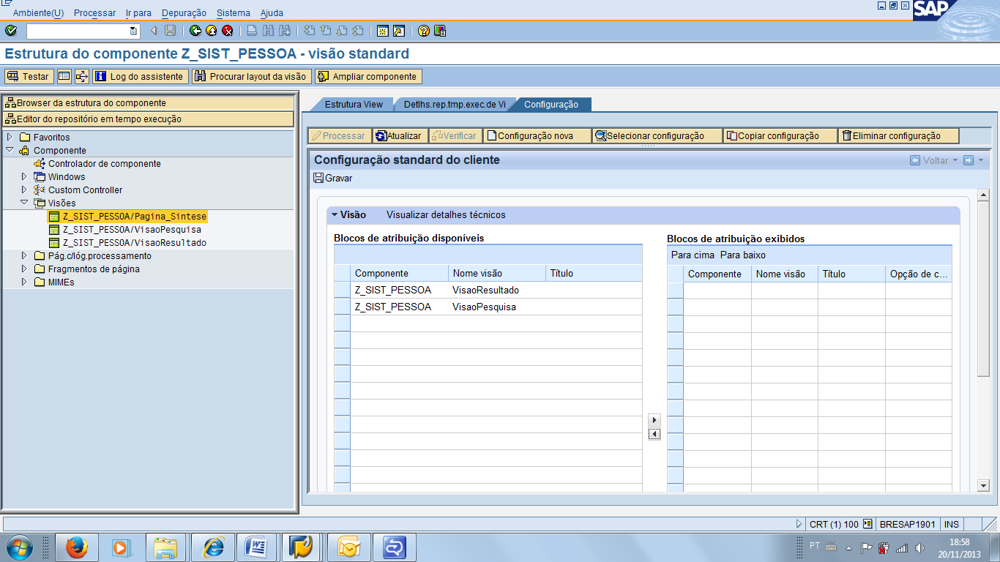 Ambiente(U) Processar Ir para Depuração Sistema Ajuda
SAP
Estrutura do componente Z_SIST_PESSOA - visão standard
Testar Log do assistente Procurar layout da visão Ampliar componente
Browser da estrutura do componente
Editor do repositório em tempo execução
Favoritos
Componente
Controlador de componente
Windows
Custom Controller
Visões
Z_SIST_PESSOA/Pagina_Sintese
Z_SIST_PESSOA/VisaoPesquisa
Z_SIST_PESSOA/VisaoResultado
Pág.c/lóg.processamento
Fragmentos de página
MIMEs
Estrutura View Detlhs.rep.tmp.exec.de Vi Configuração
Processar Atualizar Verificar Configuração nova Selecionar configuração Copiar configuração Eliminar configuração
Configuração standard do cliente Voltar
Gravar
Visão Visualizar detalhes técnicos
Blocos de atribuição disponíveis
Componente Nome visão Título
Z_SIST_PESSOA VisaoResultado
Z_SIST_PESSOA VisaoPesquisa
Blocos de atribuição exibidos
Para cima Para baixo
Componente Nome visão Título Opção de c...
CRT (1) 100 BRESAP1901 INS
PT 18:58
20/11/2013